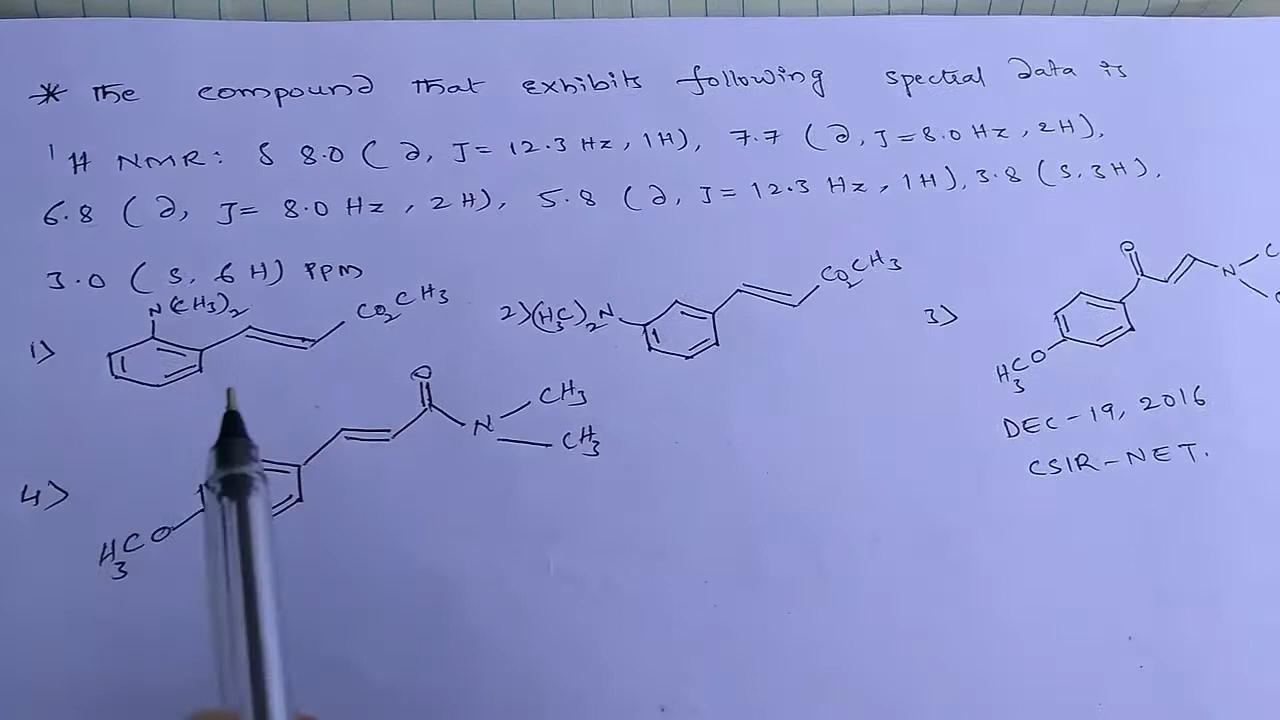 * The compound that exhibits following spectral data is
¹H NMR: δ 8.0 (d, J= 12.3 Hz, 1H), 7.7 (d, J=8.0 Hz, 2H),
6.8 (d, J= 8.0 Hz, 2H), 5.8 (d, J=12.3 Hz, 1H), 3.8 (s, 3H),
3.0 (s, 6H) PPM
1) N(CH3)2 CO2CH3
2) (H3C)2N CO2CH3
3) O N H3CO
4) O N CH3 CH3 H3CO
DEC-19, 2016
CSIR-NET.